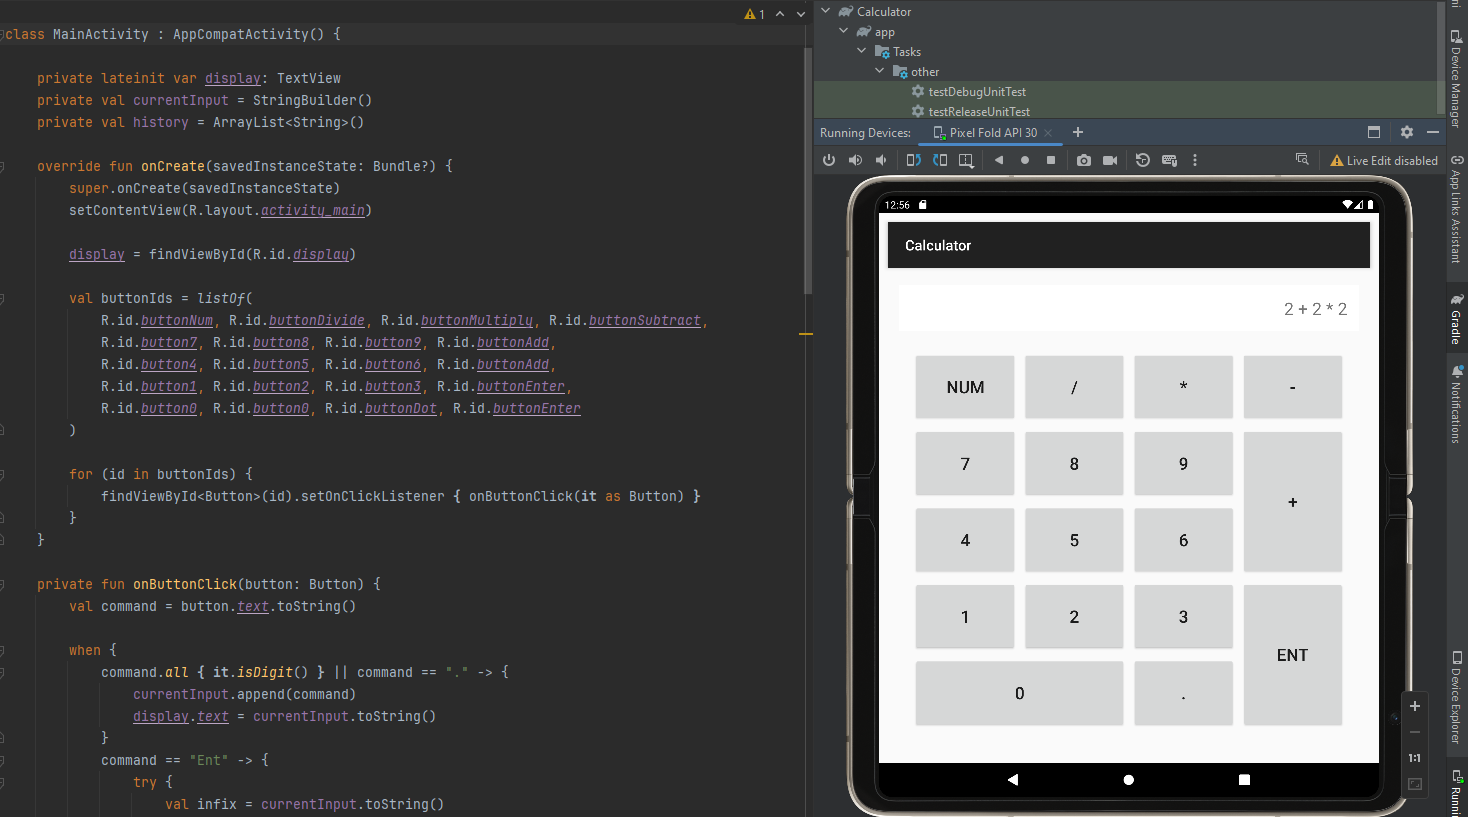 1
class MainActivity : AppCompatActivity() {
private lateinit var display: TextView
private val currentInput = StringBuilder()
private val history = ArrayList<String>()
override fun onCreate(savedInstanceState: Bundle?) {
super.onCreate(savedInstanceState)
setContentView(R.layout.activity_main)
display = findViewById(R.id.display)
val buttonIds = listOf(
R.id.buttonNum, R.id.buttonDivide, R.id.buttonMultiply, R.id.buttonSubtract,
R.id.button7, R.id.button8, R.id.button9, R.id.buttonAdd,
R.id.button4, R.id.button5, R.id.button6, R.id.buttonAdd,
R.id.button1, R.id.button2, R.id.button3, R.id.buttonEnter,
R.id.button0, R.id.button0, R.id.buttonDot, R.id.buttonEnter
)
for (id in buttonIds) {
findViewById<Button>(id).setOnClickListener { onButtonClick(it as Button) }
}
}
private fun onButtonClick(button: Button) {
val command = button.text.toString()
when {
command.all { it.isDigit() } || command == "." -> {
currentInput.append(command)
display.text = currentInput.toString()
}
command == "Ent" -> {
try {
val infix = currentInput.toString()
Calculator
app
Tasks
other
testDebugUnitTest
testReleaseUnitTest
Running Devices:
Pixel Fold API 30
Live Edit disabled
12:56
Calculator
2 + 2 * 2
NUM / * -
7 8 9 +
4 5 6
1 2 3 ENT
0 .
1:1
Device Manager
App Links Assistant
Gradle
Notifications
Device Explorer